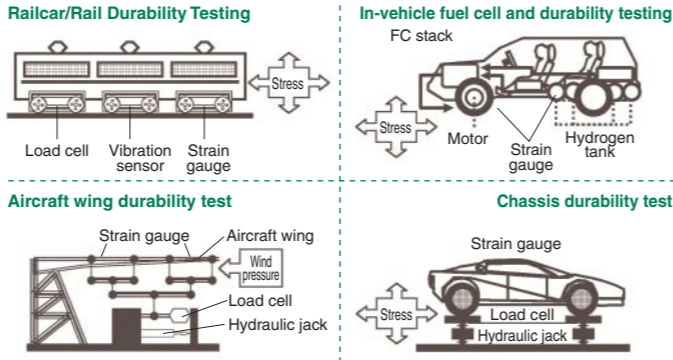 Railcar/Rail Durability Testing
Stress
Load cell
Vibration
sensor
Strain
gauge
In-vehicle fuel cell and durability testing
FC stack
Stress
Motor
Strain
gauge
Hydrogen
tank
Aircraft wing durability test
Strain gauge
Aircraft wing
Wind
pressure
Load cell
Hydraulic jack
Chassis durability test
Strain gauge
Stress
Load cell
Hydraulic jack